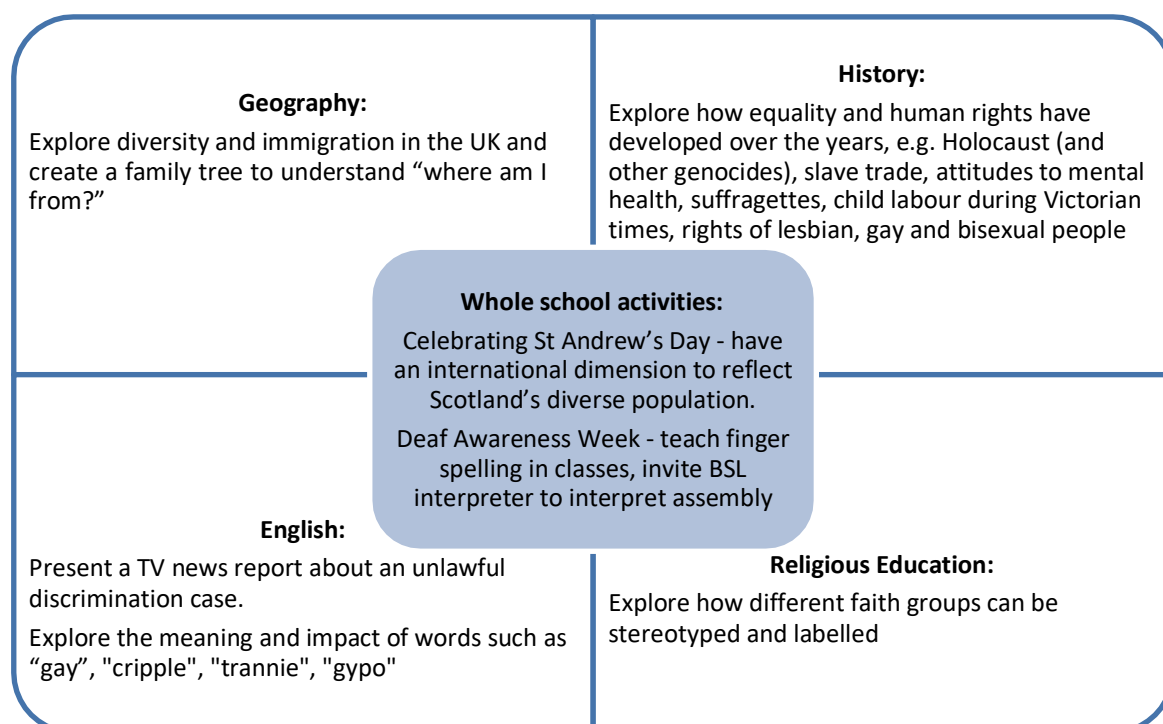 Geography:
Explore diversity and immigration in the UK and
create a family tree to understand “where am I
from?”
History:
Explore how equality and human rights have
developed over the years, e.g. Holocaust (and
other genocides), slave trade, attitudes to mental
health, suffragettes, child labour during Victorian
times, rights of lesbian, gay and bisexual people
Whole school activities:
Celebrating St Andrew’s Day - have
an international dimension to reflect
Scotland’s diverse population.
Deaf Awareness Week - teach finger
spelling in classes, invite BSL
interpreter to interpret assembly
English:
Present a TV news report about an unlawful
discrimination case.
Explore the meaning and impact of words such as
“gay”, "cripple", "trannie", "gypo"
Religious Education:
Explore how different faith groups can be
stereotyped and labelled